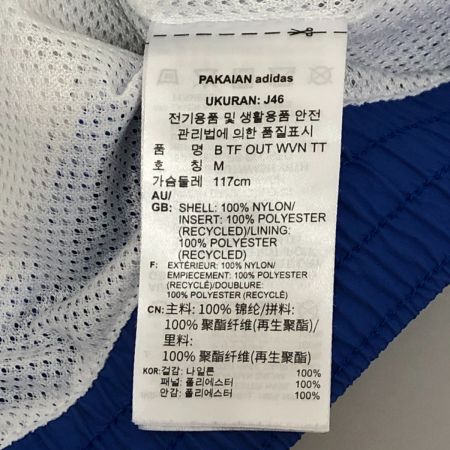 PAKAIAN adidas
UKURAN: J46
전기용품 및 생활용품 안전
관리법에 의한 품질표시
품 명 B TF OUT WVN TT
호 칭 M
가슴둘레 117cm
AU/
GB: SHELL: 100% NYLON/
INSERT: 100% POLYESTER
(RECYCLED)/LINING:
100% POLYESTER
(RECYCLED)
F: EXTÉRIEUR: 100% NYLON/
EMPIECEMENT: 100% POLYESTER
(RECYCLÉ)/DOUBLURE:
100% POLYESTER (RECYCLÉ)
CN: 主料: 100% 锦纶/拼料:
100% 聚酯纤维(再生聚酯)/
里料:
100% 聚酯纤维(再生聚酯)
KOR: 겉감: 나일론 100%
패널: 폴리에스터 100%
안감: 폴리에스터 100%